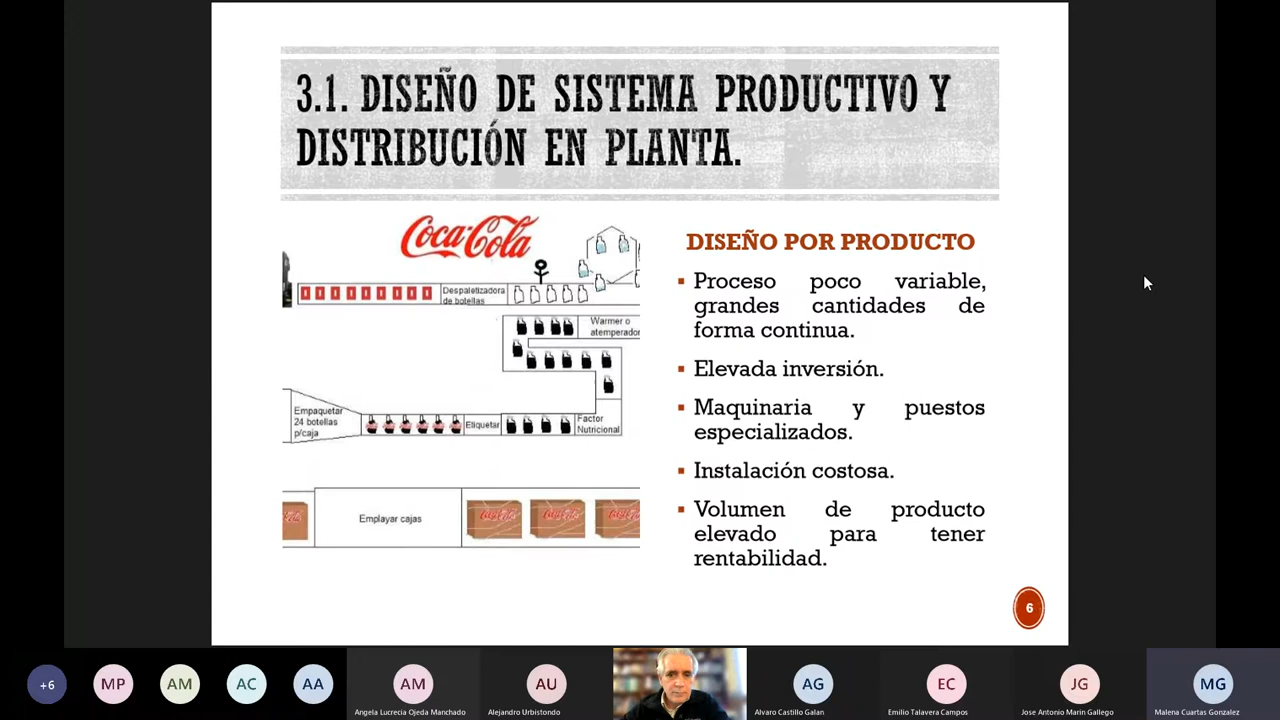 3.1. DISEÑO DE SISTEMA PRODUCTIVO Y
DISTRIBUCIÓN EN PLANTA.
Coca-Cola
Despaletizadora
de botellas
Warmer o
atemperador
Empaquetar
24 botellas
p/caja
Etiquetar
Factor
Nutricional
Emplayar cajas
DISEÑO POR PRODUCTO
▪ Proceso poco variable,
grandes cantidades de
forma continua.
▪ Elevada inversión.
▪ Maquinaria y puestos
especializados.
▪ Instalación costosa.
▪ Volumen de producto
elevado para tener
rentabilidad.
6
+6
MP
AM
AC
AA
AM
Angela Lucrecia Ojeda Manchado
AU
Alejandro Urbistondo
AG
Alvaro Castillo Galan
EC
Emilio Talavera Campos
JG
Jose Antonio Marin Gallego
MG
Malena Cuartas Gonzalez